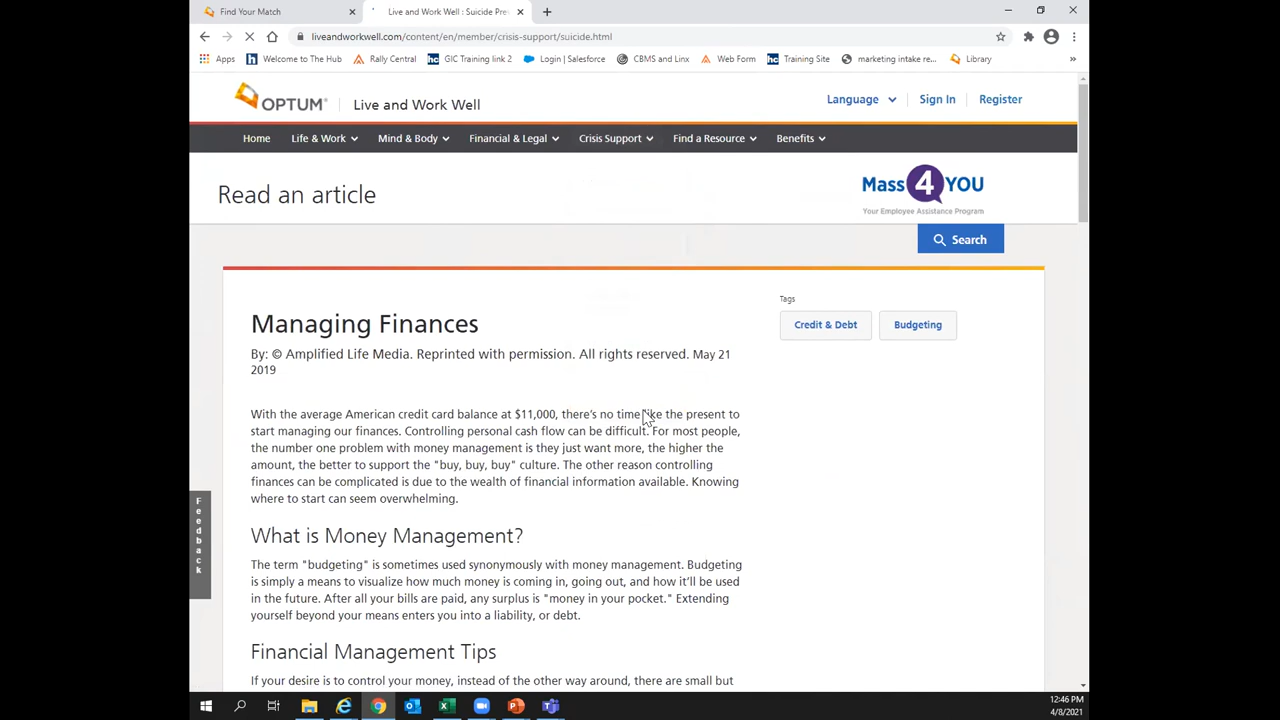 Find Your Match
Live and Work Well : Suicide Pre
liveandworkwell.com/content/en/member/crisis-support/suicide.html
Apps Welcome to The Hub Rally Central GIC Training link 2 Login | Salesforce CBMS and Linx Web Form Training Site marketing intake re... Library »
OPTUM® Live and Work Well
Language Sign In Register
Home Life & Work Mind & Body Financial & Legal Crisis Support Find a Resource Benefits
Read an article
Mass 4 YOU
Your Employee Assistance Program
Search
Managing Finances
By: © Amplified Life Media. Reprinted with permission. All rights reserved. May 21
2019
Tags
Credit & Debt Budgeting
With the average American credit card balance at $11,000, there's no time like the present to
start managing our finances. Controlling personal cash flow can be difficult. For most people,
the number one problem with money management is they just want more, the higher the
amount, the better to support the "buy, buy, buy" culture. The other reason controlling
finances can be complicated is due to the wealth of financial information available. Knowing
where to start can seem overwhelming.
What is Money Management?
The term "budgeting" is sometimes used synonymously with money management. Budgeting
is simply a means to visualize how much money is coming in, going out, and how it'll be used
in the future. After all your bills are paid, any surplus is "money in your pocket." Extending
yourself beyond your means enters you into a liability, or debt.
Financial Management Tips
If your desire is to control your money, instead of the other way around, there are small but
Feedback
12:46 PM
4/8/2021